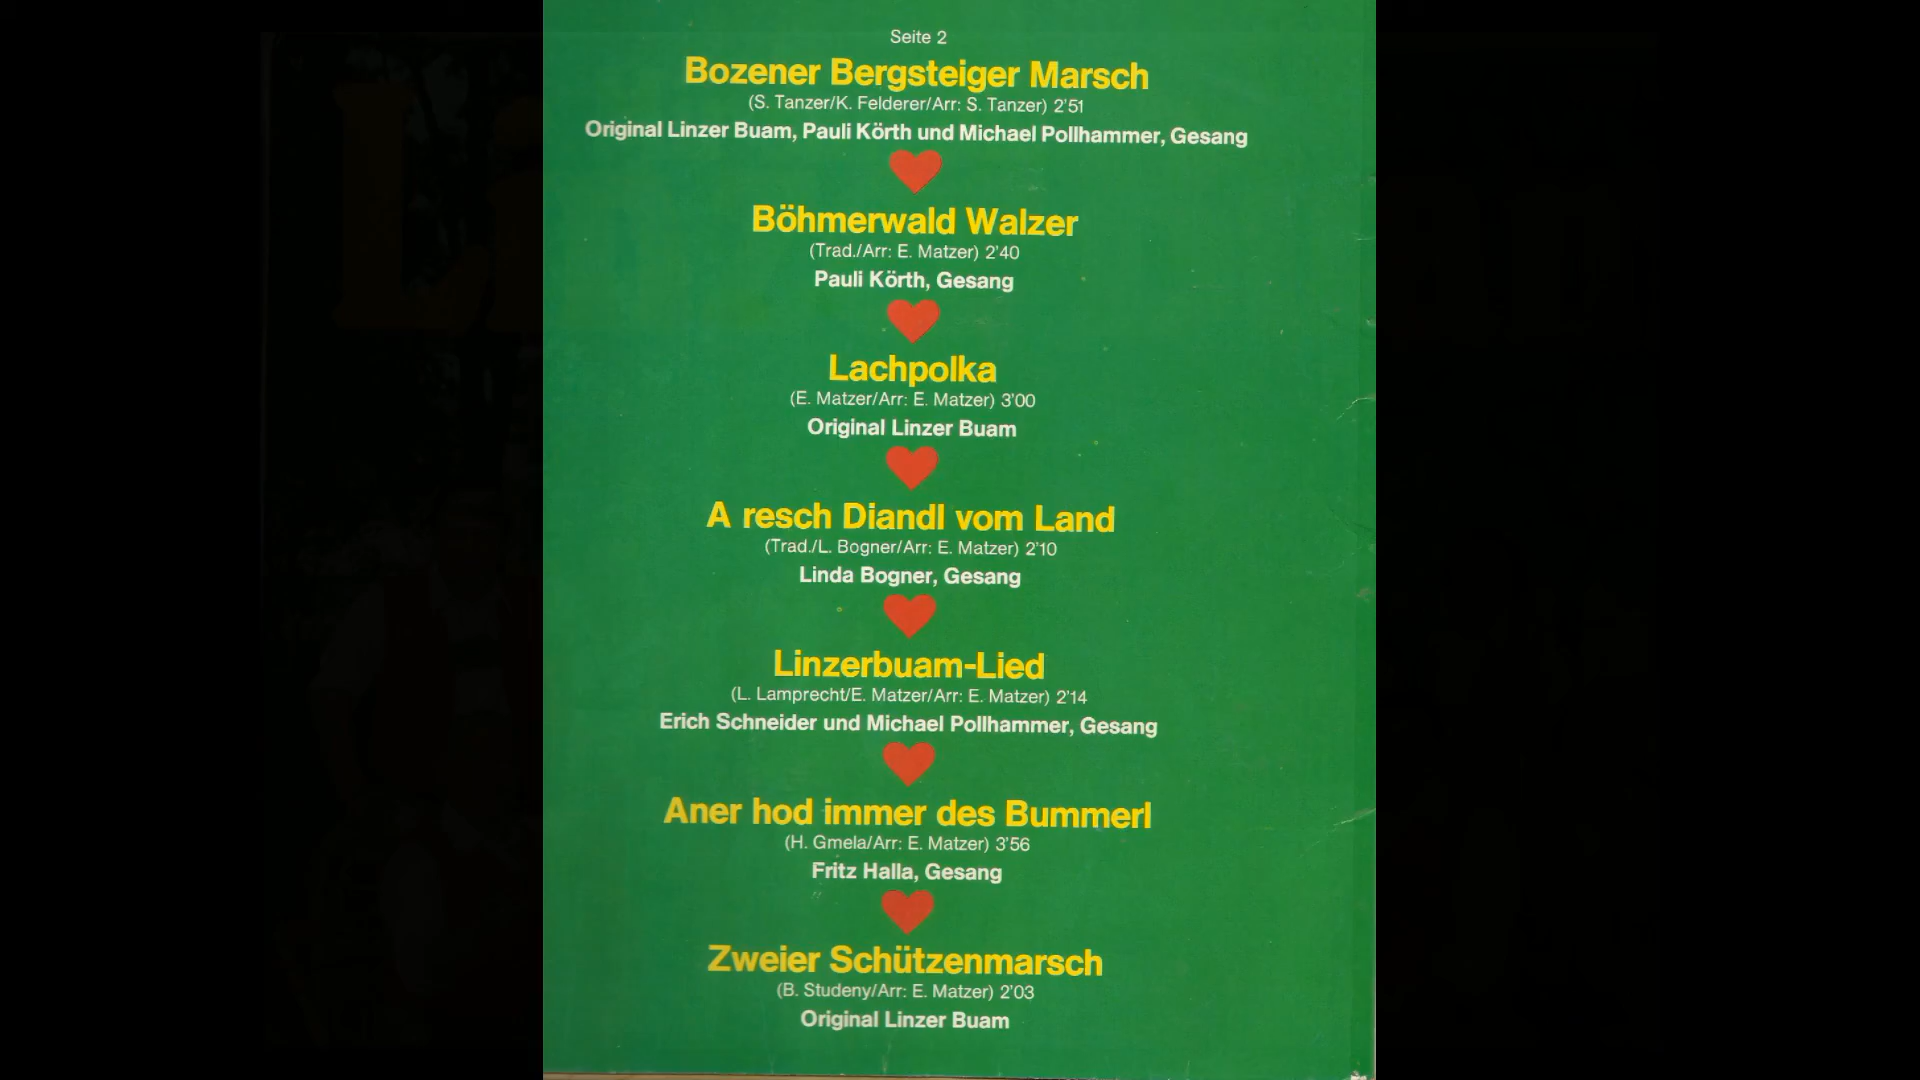 Seite 2
Bozener Bergsteiger Marsch
(S. Tanzer/K. Felderer/Arr: S. Tanzer) 2'51
Original Linzer Buam, Pauli Körth und Michael Pollhammer, Gesang
Böhmerwald Walzer
(Trad./Arr: E. Matzer) 2'40
Pauli Körth, Gesang
Lachpolka
(E. Matzer/Arr: E. Matzer) 3'00
Original Linzer Buam
A resch Diandl vom Land
(Trad./L. Bogner/Arr: E. Matzer) 2'10
Linda Bogner, Gesang
Linzerbuam-Lied
(L. Lamprecht/E. Matzer/Arr: E. Matzer) 2'14
Erich Schneider und Michael Pollhammer, Gesang
Aner hod immer des Bummerl
(H. Gmela/Arr: E. Matzer) 3'56
Fritz Halla, Gesang
Zweier Schützenmarsch
(B. Studeny/Arr: E. Matzer) 2'03
Original Linzer Buam